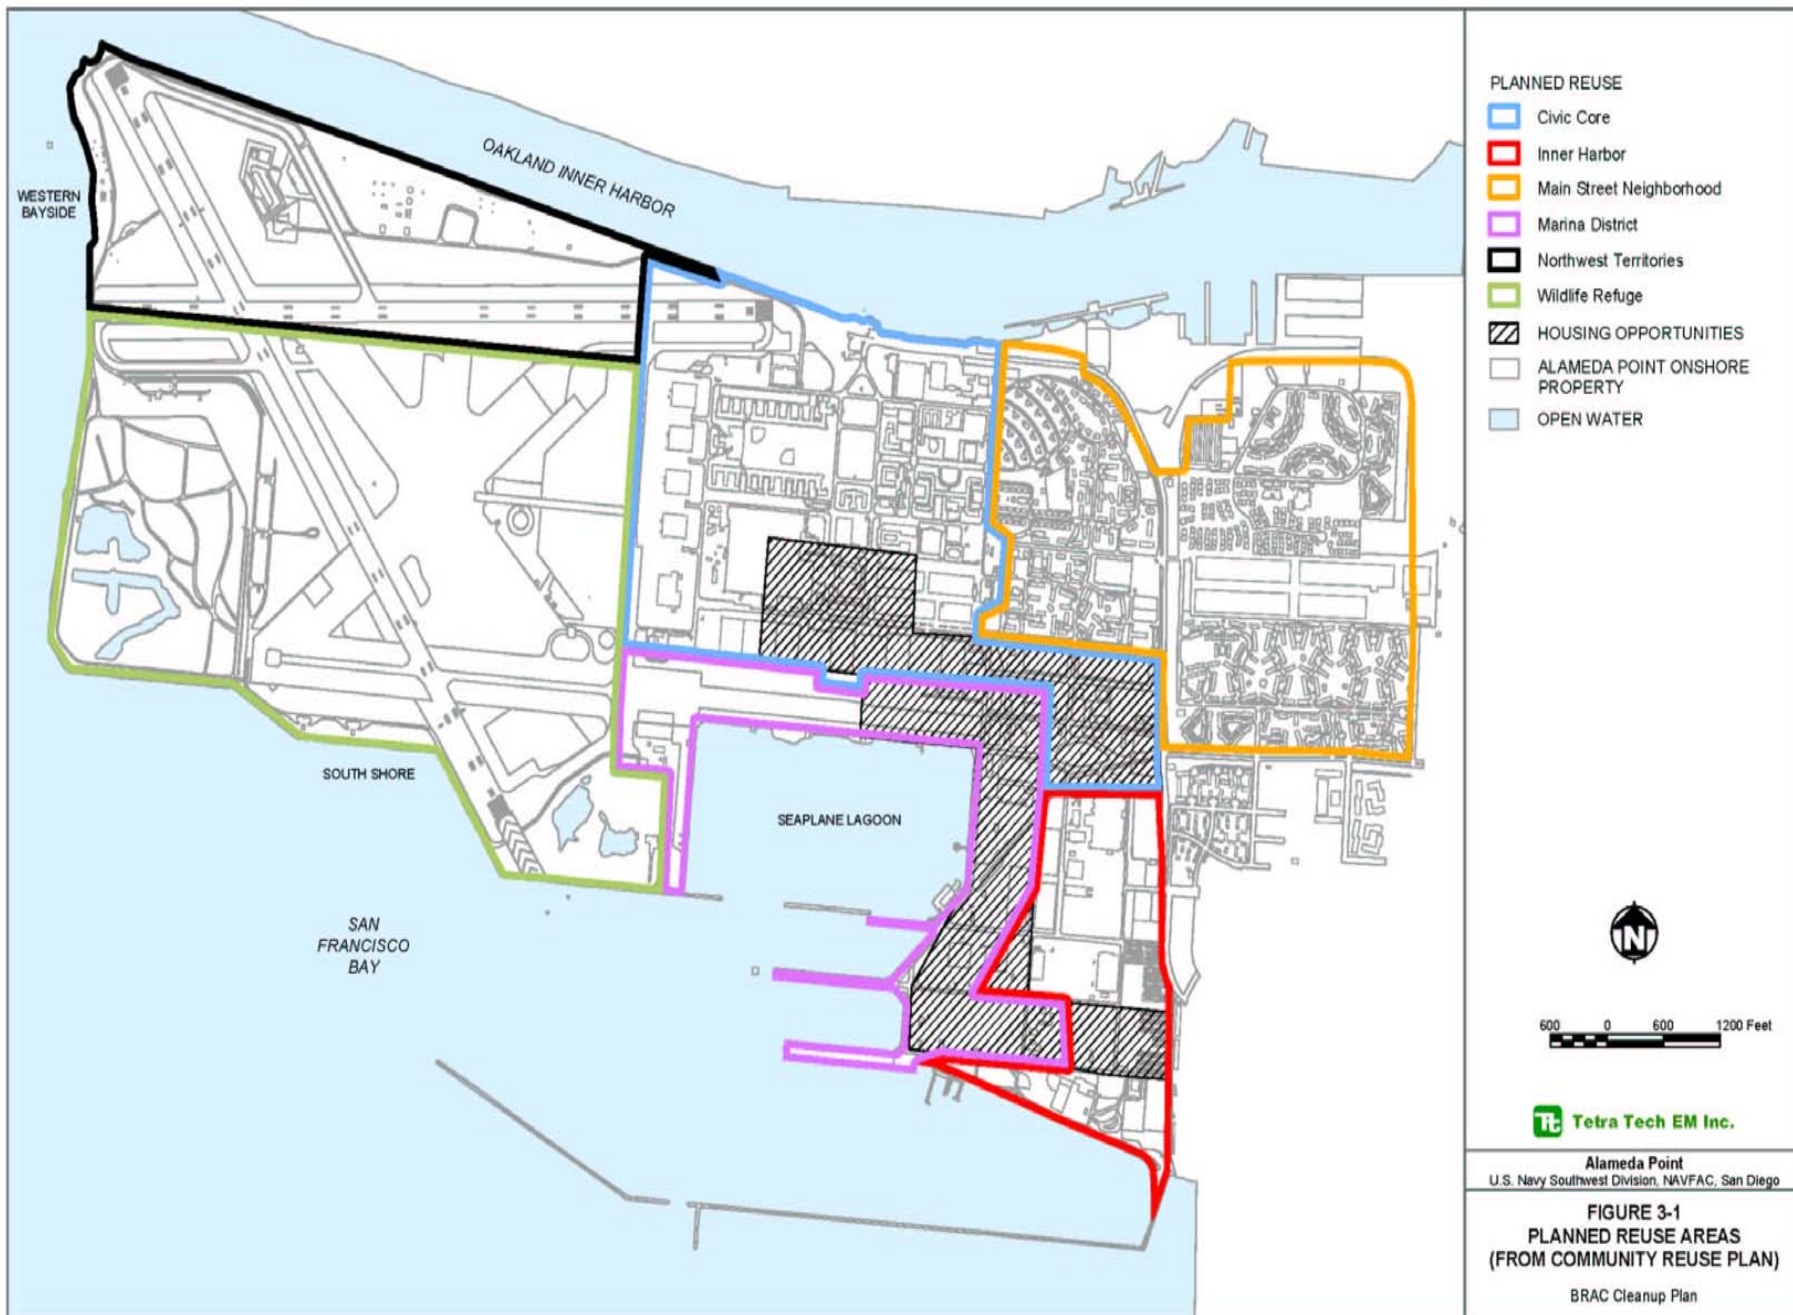 OAKLAND INNER HARBOR
WESTERN
BAYSIDE
SOUTH SHORE
SEAPLANE LAGOON
SAN
FRANCISCO
BAY
PLANNED REUSE
Civic Core
Inner Harbor
Main Street Neighborhood
Marina District
Northwest Territories
Wildlife Refuge
HOUSING OPPORTUNITIES
ALAMEDA POINT ONSHORE
PROPERTY
OPEN WATER
N
600 0 600 1200 Feet
Tt Tetra Tech EM Inc.
Alameda Point
U.S. Navy Southwest Division, NAVFAC, San Diego
FIGURE 3-1
PLANNED REUSE AREAS
(FROM COMMUNITY REUSE PLAN)
BRAC Cleanup Plan